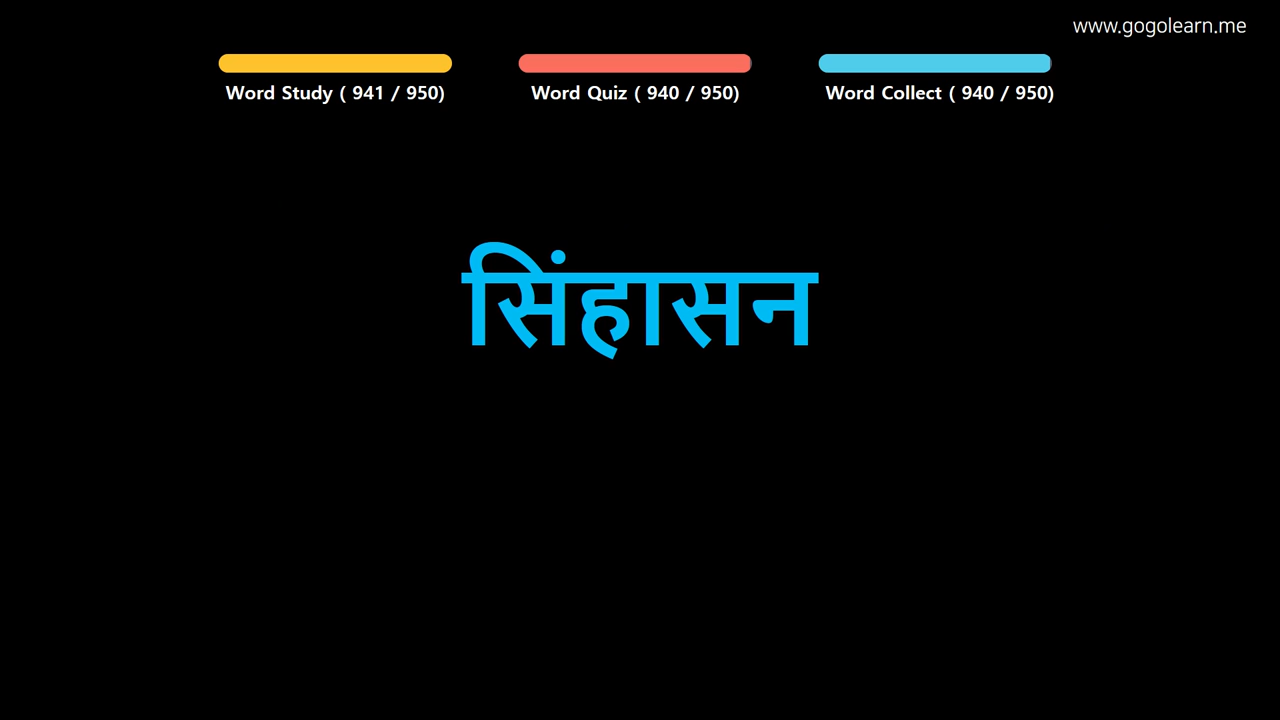 www.gogolearn.me
Word Study ( 941 / 950)
Word Quiz ( 940 / 950)
Word Collect ( 940 / 950)
सिंहासन